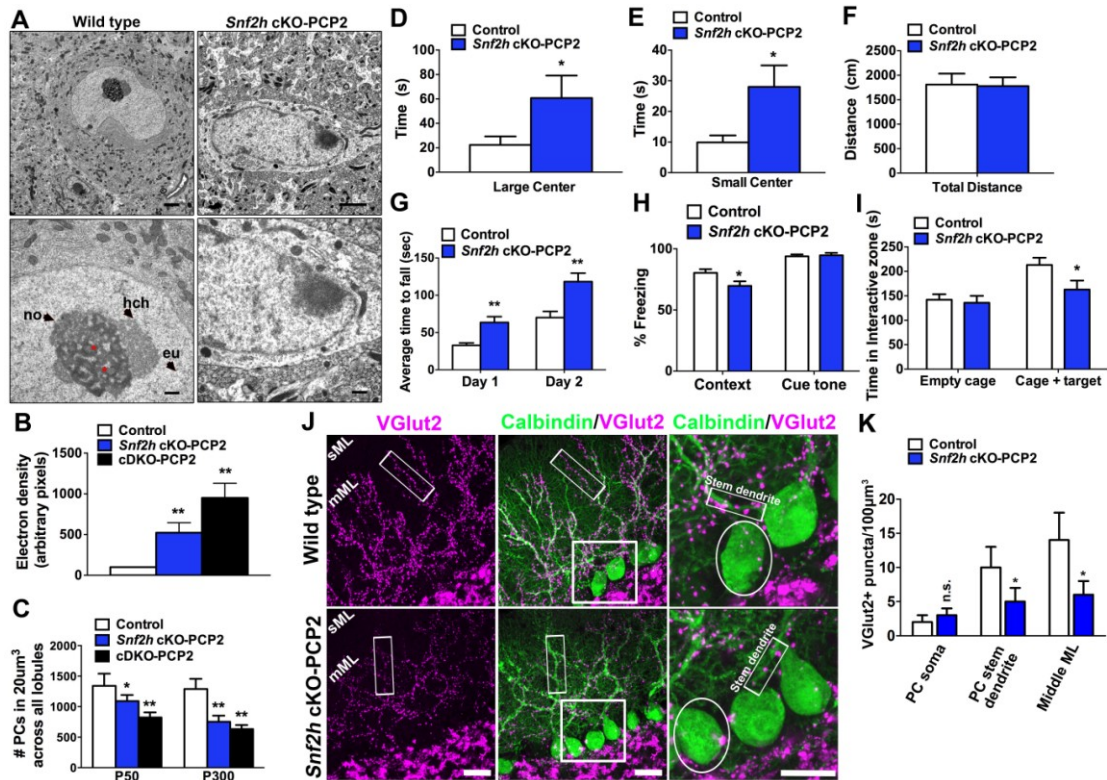 A
Wild type
Snf2h cKO-PCP2
no
hch
eu
B
Control
Snf2h cKO-PCP2
cDKO-PCP2
Electron density
(arbitrary pixels)
1500
1000
500
0
**
**
C
Control
Snf2h cKO-PCP2
cDKO-PCP2
# PCs in 20um³
across all lobules
2000
1500
1000
500
0
*
**
**
**
P50
P300
D
Control
Snf2h cKO-PCP2
Time (s)
100
80
60
40
20
0
*
Large Center
E
Control
Snf2h cKO-PCP2
Time (s)
40
30
20
10
0
*
Small Center
F
Control
Snf2h cKO-PCP2
Distance (cm)
2500
2000
1500
1000
500
0
Total Distance
G
Control
Snf2h cKO-PCP2
Average time to fall (sec)
150
100
50
0
**
**
Day 1
Day 2
H
Control
Snf2h cKO-PCP2
% Freezing
100
50
0
*
Context
Cue tone
I
Control
Snf2h cKO-PCP2
Time in Interactive zone (s)
300
200
100
0
*
Empty cage
Cage + target
J
VGlut2
Calbindin/VGlut2
Calbindin/VGlut2
Wild type
sML
mML
Stem dendrite
Snf2h cKO-PCP2
sML
mML
Stem dendrite
K
Control
Snf2h cKO-PCP2
VGlut2+ puncta/100µm³
20
15
10
5
0
n.s.
*
*
PC soma
PC stem
dendrite
Middle ML